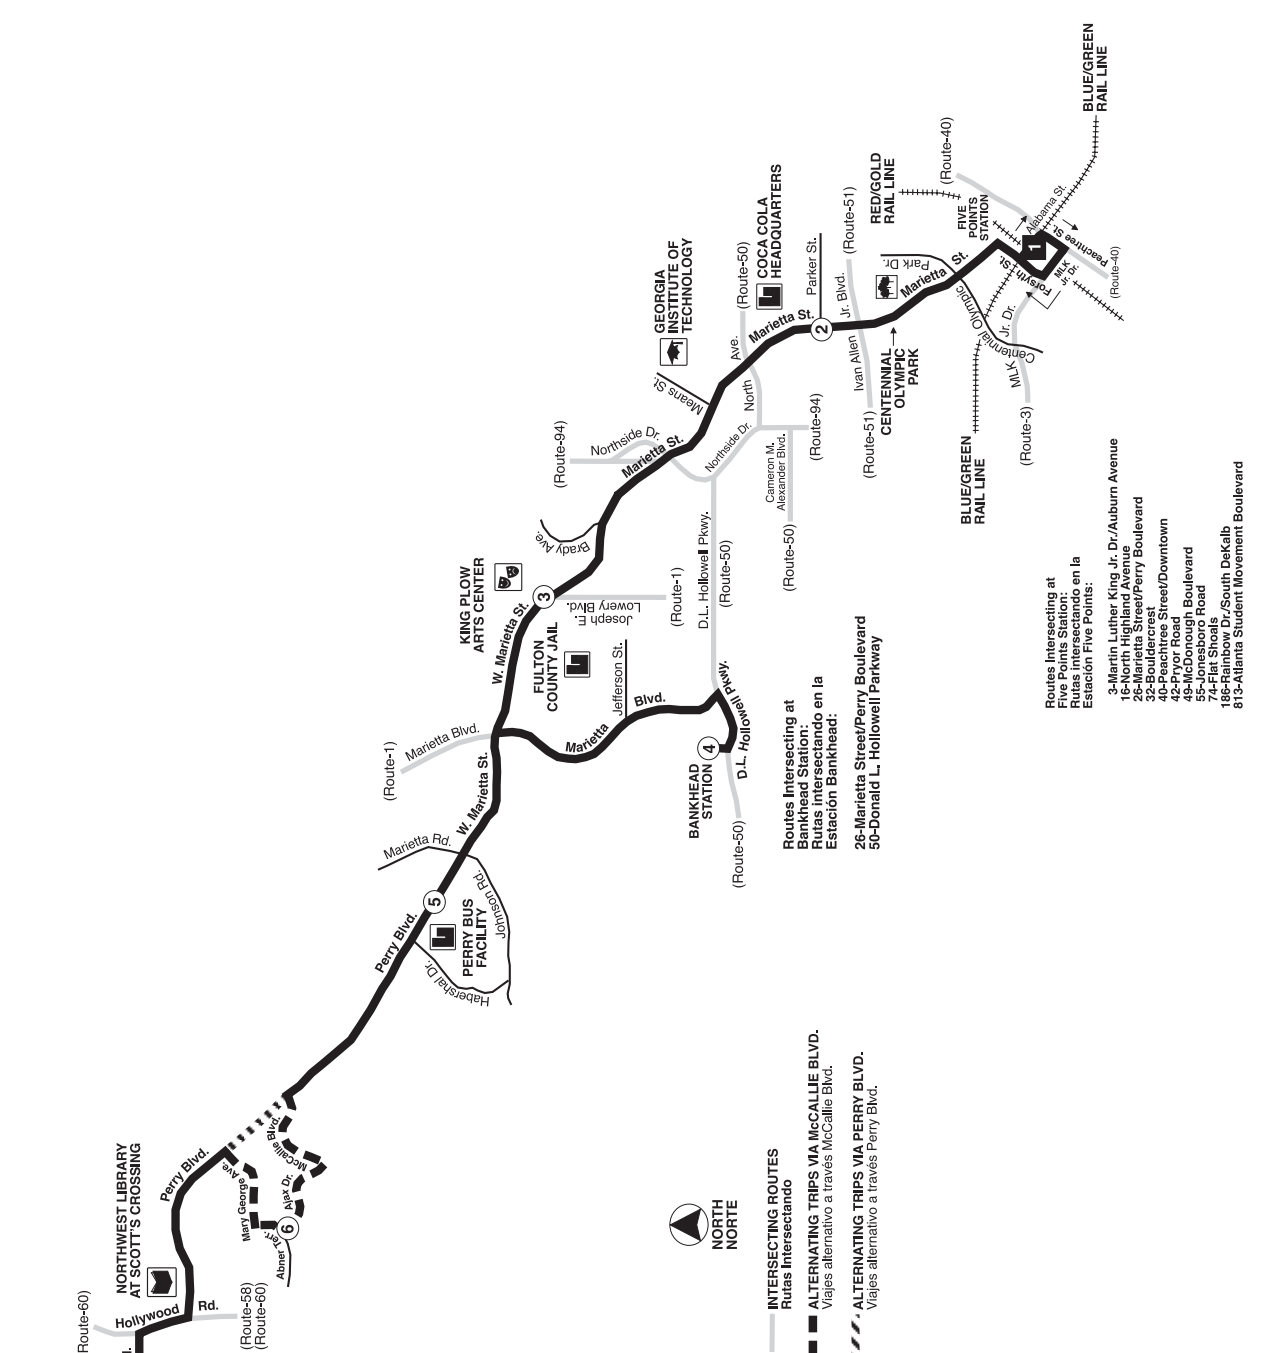 BLUE/GREEN
RAIL LINE
(Route-40)
RED/GOLD
RAIL LINE
FIVE
POINTS
STATION
Alabama St.
1
Peachtree St.
(Route-40)
MLK
Jr. Dr.
Forsyth St.
Park Dr.
Marietta St.
Centennial Olympic
MLK Jr. Dr.
(Route-3)
BLUE/GREEN
RAIL LINE
CENTENNIAL
OLYMPIC
PARK
(Route-51)
Ivan Allen Jr. Blvd.
(Route-51)
Parker St.
2
COCA COLA
HEADQUARTERS
(Route-50)
Marietta St.
North Ave.
GEORGIA
INSTITUTE OF
TECHNOLOGY
Means St.
Northside Dr.
(Route-94)
Cameron M.
Alexander Blvd.
(Route-50)
(Route-94)
Northside Dr.
Marietta St.
Brady Ave.
KING PLOW
ARTS CENTER
3
Joseph E.
Lowery Blvd.
(Route-1)
D.L. Hollowell Pkwy.
(Route-50)
W. Marietta St.
FULTON
COUNTY JAIL
Jefferson St.
Marietta Blvd.
D.L. Hollowell Pkwy.
4
BANKHEAD
STATION
(Route-50)
(Route-1)
Marietta Blvd.
W. Marietta St.
Marietta Rd.
5
Johnson Rd.
PERRY BUS
FACILITY
Habershal Dr.
Perry Blvd.
McCallie Blvd.
Ajax Dr.
6
Abner Terr.
Mary George Ave.
Perry Blvd.
NORTHWEST LIBRARY
AT SCOTT'S CROSSING
Hollywood Rd.
(Route-58)
(Route-60)
Route-60)
Routes Intersecting at
Five Points Station:
Rutas intersectando en la
Estación Five Points:
3-Martin Luther King Jr. Dr./Auburn Avenue
16-North Highland Avenue
26-Marietta Street/Perry Boulevard
32-Bouldercrest
40-Peachtree Street/Downtown
42-Pryor Road
49-McDonough Boulevard
55-Jonesboro Road
74-Flat Shoals
186-Rainbow Dr./South DeKalb
813-Atlanta Student Movement Boulevard
Routes Intersecting at
Bankhead Station:
Rutas intersectando en la
Estación Bankhead:
26-Marietta Street/Perry Boulevard
50-Donald L. Hollowell Parkway
NORTH
NORTE
INTERSECTING ROUTES
Rutas Intersectando
ALTERNATING TRIPS VIA McCALLIE BLVD.
Viajes alternativo a través McCallie Blvd.
ALTERNATING TRIPS VIA PERRY BLVD.
Viajes alternativo a través Perry Blvd.